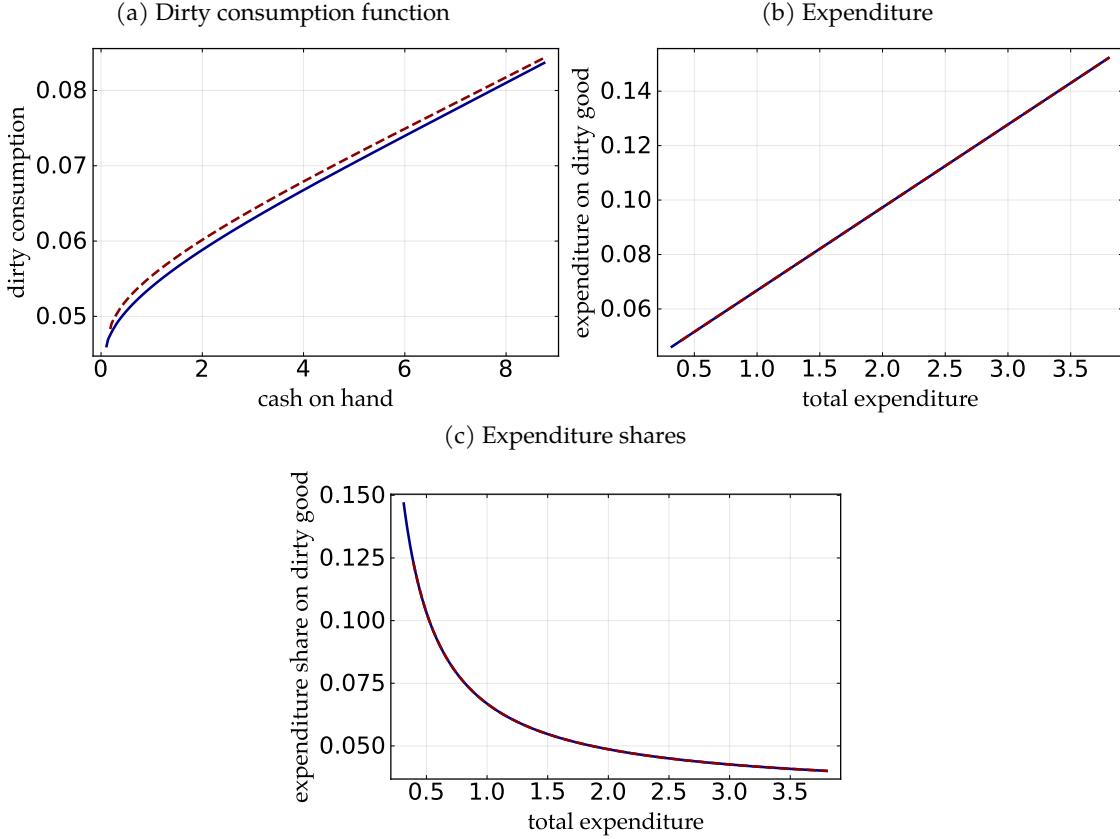 (a) Dirty consumption function
dirty consumption
0.08
0.07
0.06
0.05
0 2 4 6 8
cash on hand
(b) Expenditure
expenditure on dirty good
0.14
0.12
0.10
0.08
0.06
0.5 1.0 1.5 2.0 2.5 3.0 3.5
total expenditure
(c) Expenditure shares
expenditure share on dirty good
0.150
0.125
0.100
0.075
0.050
0.5 1.0 1.5 2.0 2.5 3.0 3.5
total expenditure